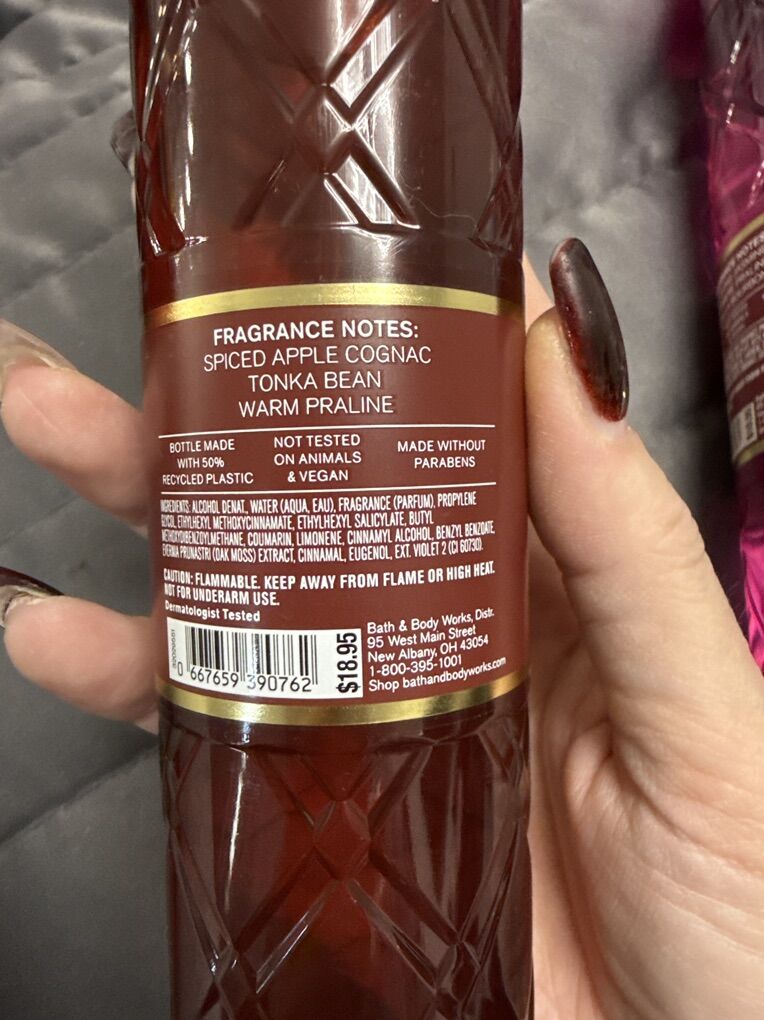 FRAGRANCE NOTES:
SPICED APPLE COGNAC
TONKA BEAN
WARM PRALINE
BOTTLE MADE
WITH 50%
RECYCLED PLASTIC
NOT TESTED
ON ANIMALS
& VEGAN
MADE WITHOUT
PARABENS
INGREDIENTS: ALCOHOL DENAT., WATER (AQUA, EAU), FRAGRANCE (PARFUM), PROPYLENE
GLYCOL, ETHYLHEXYL METHOXYCINNAMATE, ETHYLHEXYL SALICYLATE, BUTYL
METHOXYDIBENZOYLMETHANE, COUMARIN, LIMONENE, CINNAMYL ALCOHOL, BENZYL BENZOATE,
EVERNIA PRUNASTRI (OAK MOSS) EXTRACT, CINNAMAL, EUGENOL, EXT. VIOLET 2 (CI 60730).
CAUTION: FLAMMABLE. KEEP AWAY FROM FLAME OR HIGH HEAT.
NOT FOR UNDERARM USE.
Dermatologist Tested
0 667659 390762
$18.95
Bath & Body Works, Distr.
95 West Main Street
New Albany, OH 43054
1-800-395-1001
Shop bathandbodyworks.com